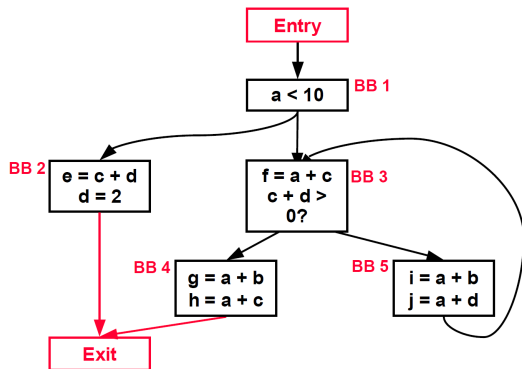 Entry
BB 1
a < 10
BB 2
e = c + d
d = 2
BB 3
f = a + c
c + d >
0?
BB 4
g = a + b
h = a + c
BB 5
i = a + b
j = a + d
Exit